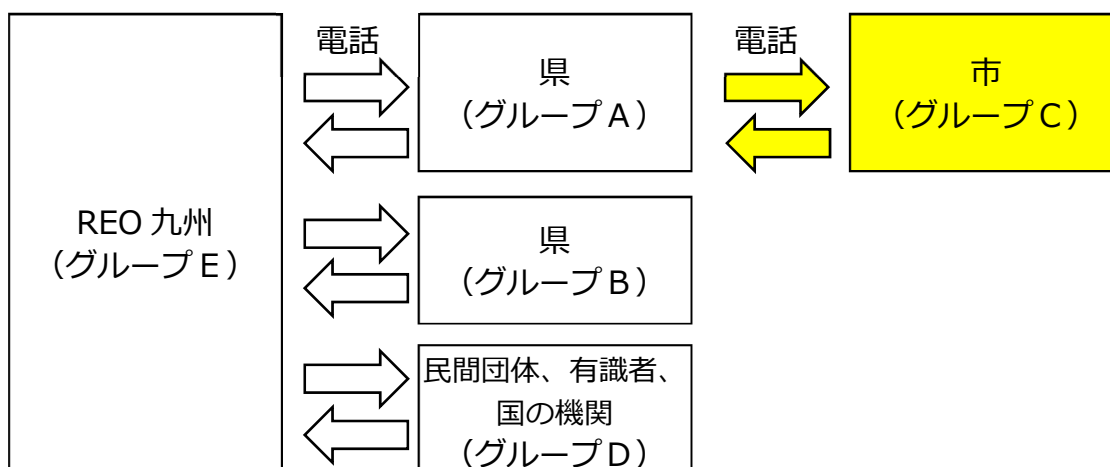 電話
電話
県
（グループA）
市
（グループC）
REO 九州
（グループE）
県
（グループB）
民間団体、有識者、
国の機関
（グループD）